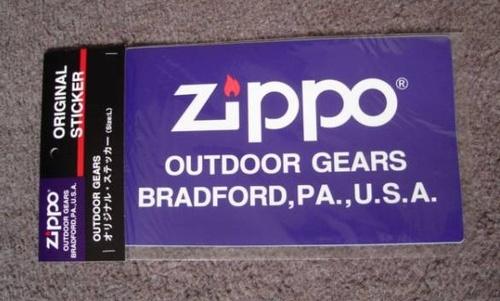 ORIGINAL
STICKER
OUTDOOR GEARS
オリジナル・ステッカー (Size:L)
zippo
OUTDOOR GEARS
BRADFORD,PA.,U.S.A.
zippo®
OUTDOOR GEARS
BRADFORD,PA.,U.S.A.